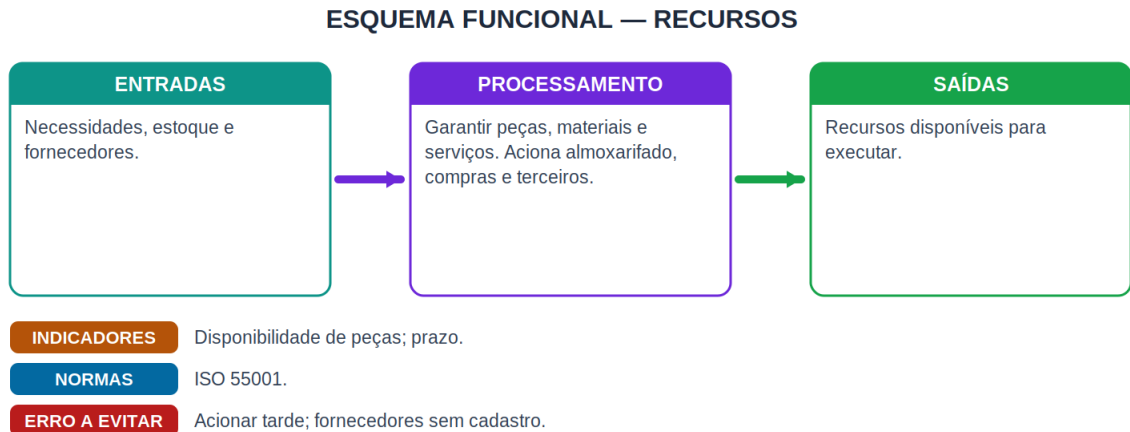 ESQUEMA FUNCIONAL — RECURSOS
ENTRADAS
Necessidades, estoque e
fornecedores.
PROCESSAMENTO
Garantir peças, materiais e
serviços. Aciona almoxarifado,
compras e terceiros.
SAÍDAS
Recursos disponíveis para
executar.
INDICADORES
Disponibilidade de peças; prazo.
NORMAS
ISO 55001.
ERRO A EVITAR
Acionar tarde; fornecedores sem cadastro.